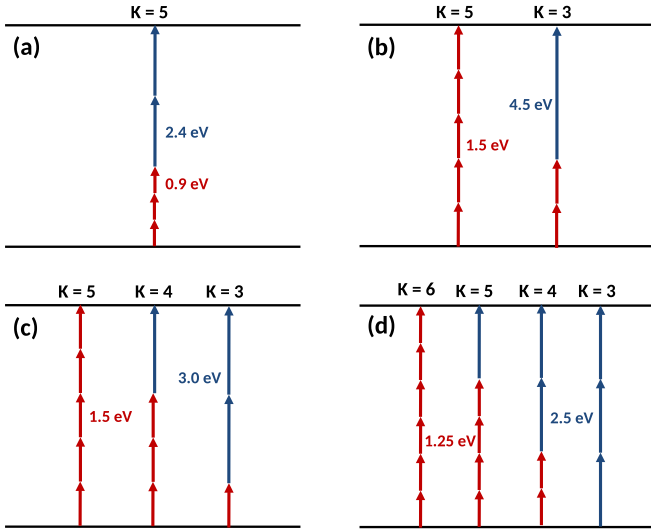 K = 5
(a)
2.4 eV
0.9 eV
K = 5 K = 3
(b)
4.5 eV
1.5 eV
K = 5 K = 4 K = 3
(c)
3.0 eV
1.5 eV
K = 6 K = 5 K = 4 K = 3
(d)
1.25 eV
2.5 eV